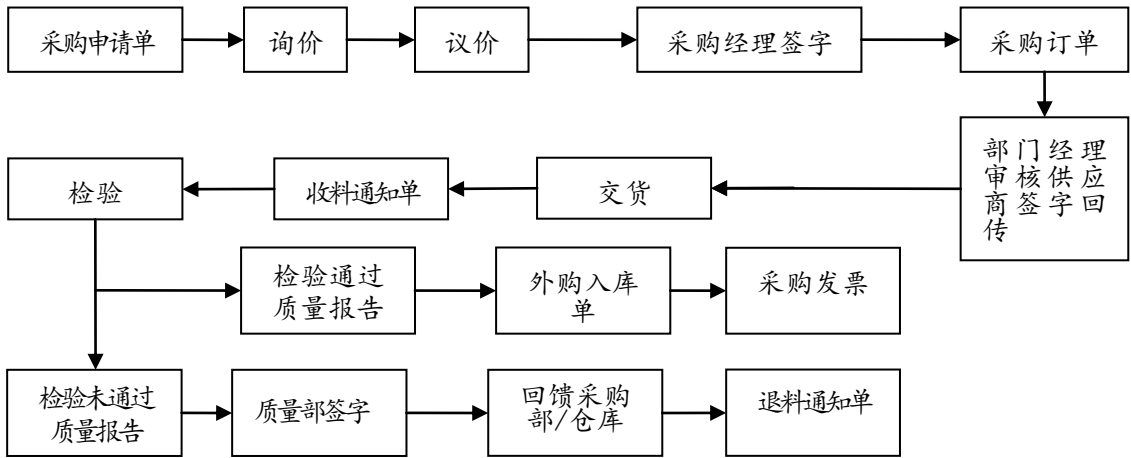 采购申请单
询价
议价
采购经理签字
采购订单
部门经理
审核供应
商签字回
传
检验
收料通知单
交货
检验通过
质量报告
外购入库
单
采购发票
检验未通过
质量报告
质量部签字
回馈采购
部/仓库
退料通知单